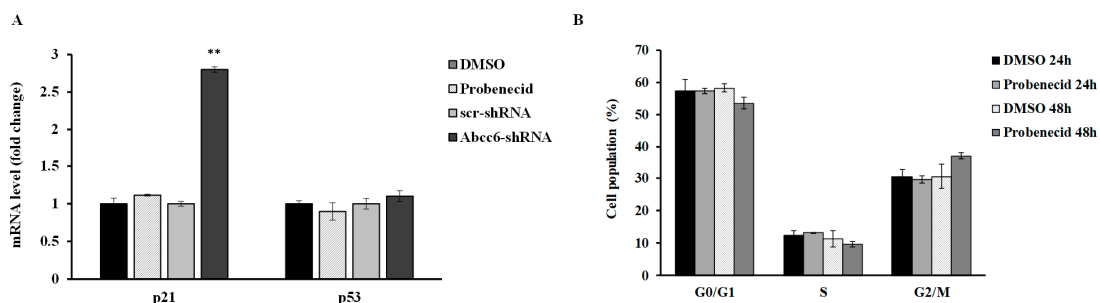 A
mRNA level (fold change)
3
2.5
2
1.5
1
0.5
0
**
p21
p53
DMSO
Probenecid
scr-shRNA
Abcc6-shRNA
B
Cell population (%)
70
60
50
40
30
20
10
0
G0/G1
S
G2/M
DMSO 24h
Probenecid 24h
DMSO 48h
Probenecid 48h